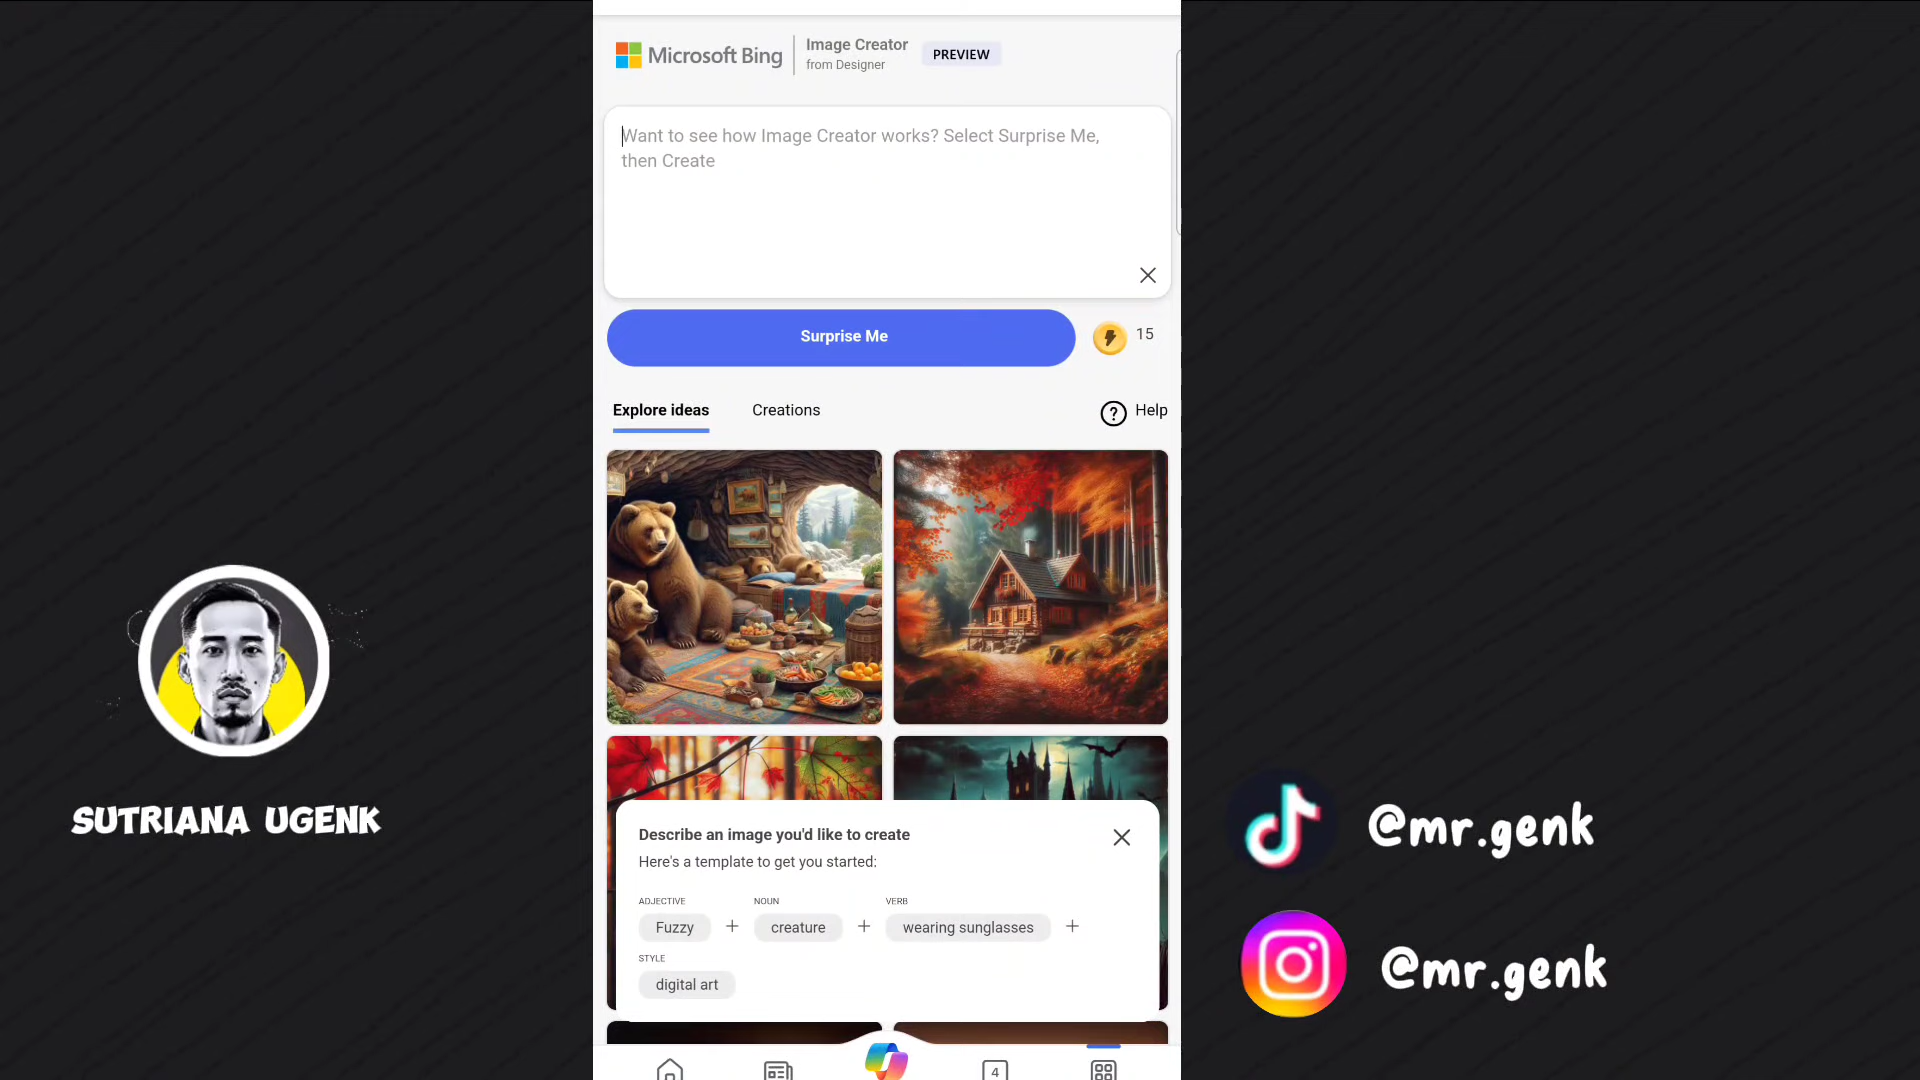 Microsoft Bing
Image Creator
from Designer
PREVIEW
Want to see how Image Creator works? Select Surprise Me,
then Create
Surprise Me
15
Explore ideas
Creations
Help
Describe an image you'd like to create
Here's a template to get you started:
ADJECTIVE
NOUN
VERB
Fuzzy
+
creature
+
wearing sunglasses
+
STYLE
digital art
4
SUTRIANA UGENK
@mr.genk
@mr.genk